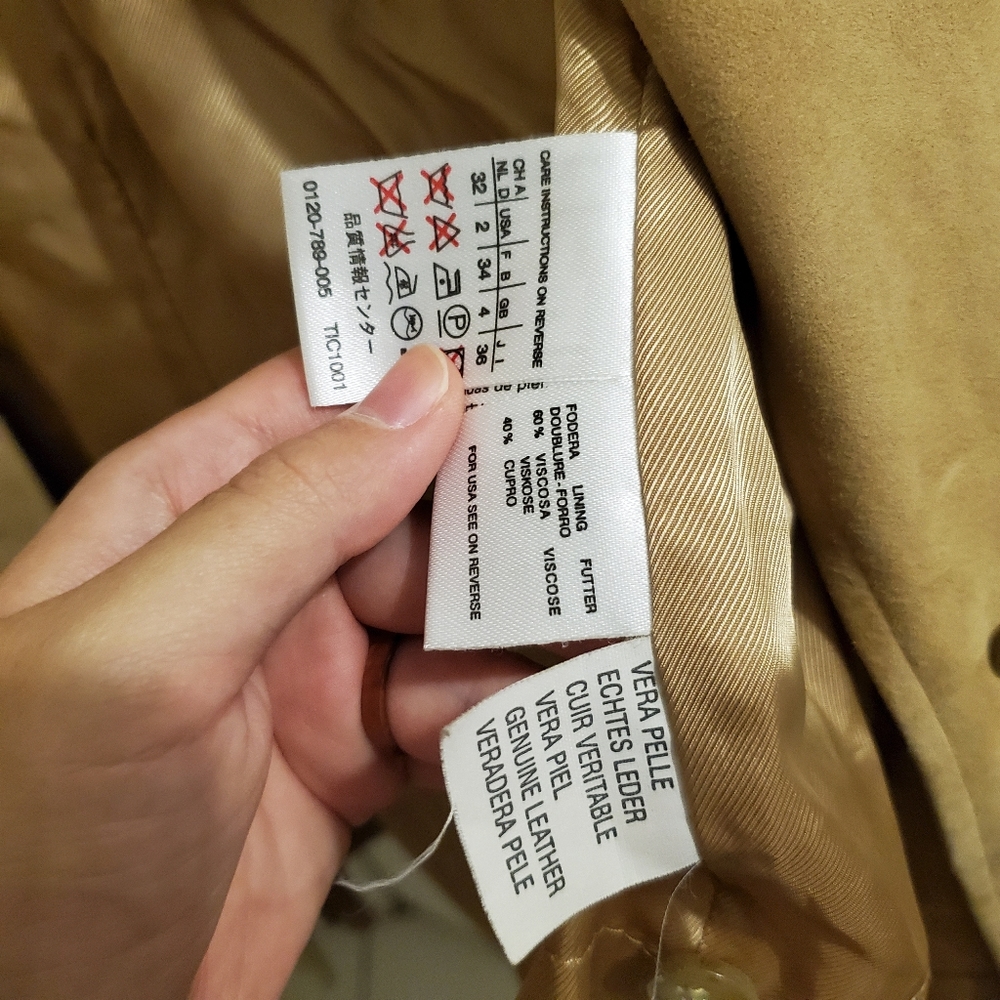 CARE INSTRUCTIONS ON REVERSE
CH A
NL D USA F B GB J I
32 2 34 4 36
P
品質情報センター
0120-789-005 TIC1001
FODERA LINING FUTTER
DOUBLURE - FORRO
60% VISCOSA VISCOSE
VISKOSE
40% CUPRO
FOR USA SEE ON REVERSE
VERA PELLE
ECHTES LEDER
CUIR VERITABLE
VERA PIEL
GENUINE LEATHER
VERADERA PELE